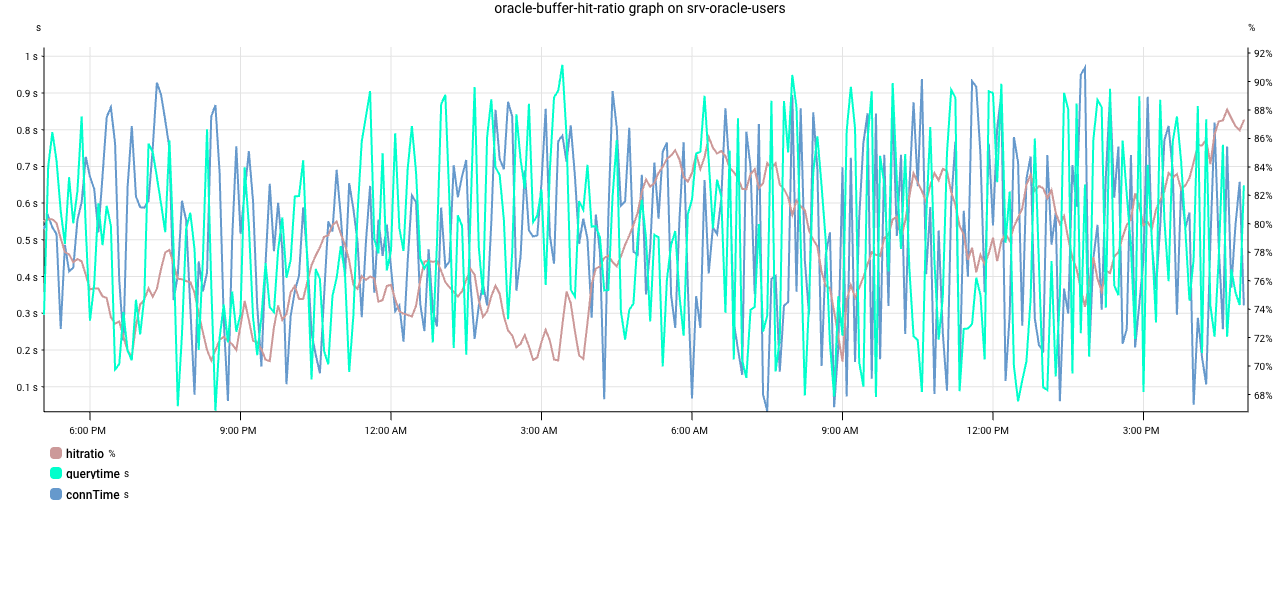 oracle-buffer-hit-ratio graph on srv-oracle-users
s %
1 s 92%
0.9 s 90%
0.8 s 88%
0.7 s 86%
0.6 s 84%
0.5 s 82%
0.4 s 80%
0.3 s 78%
0.2 s 76%
0.1 s 74%
72%
70%
68%
6:00 PM 9:00 PM 12:00 AM 3:00 AM 6:00 AM 9:00 AM 12:00 PM 3:00 PM
hitratio %
querytime s
connTime s